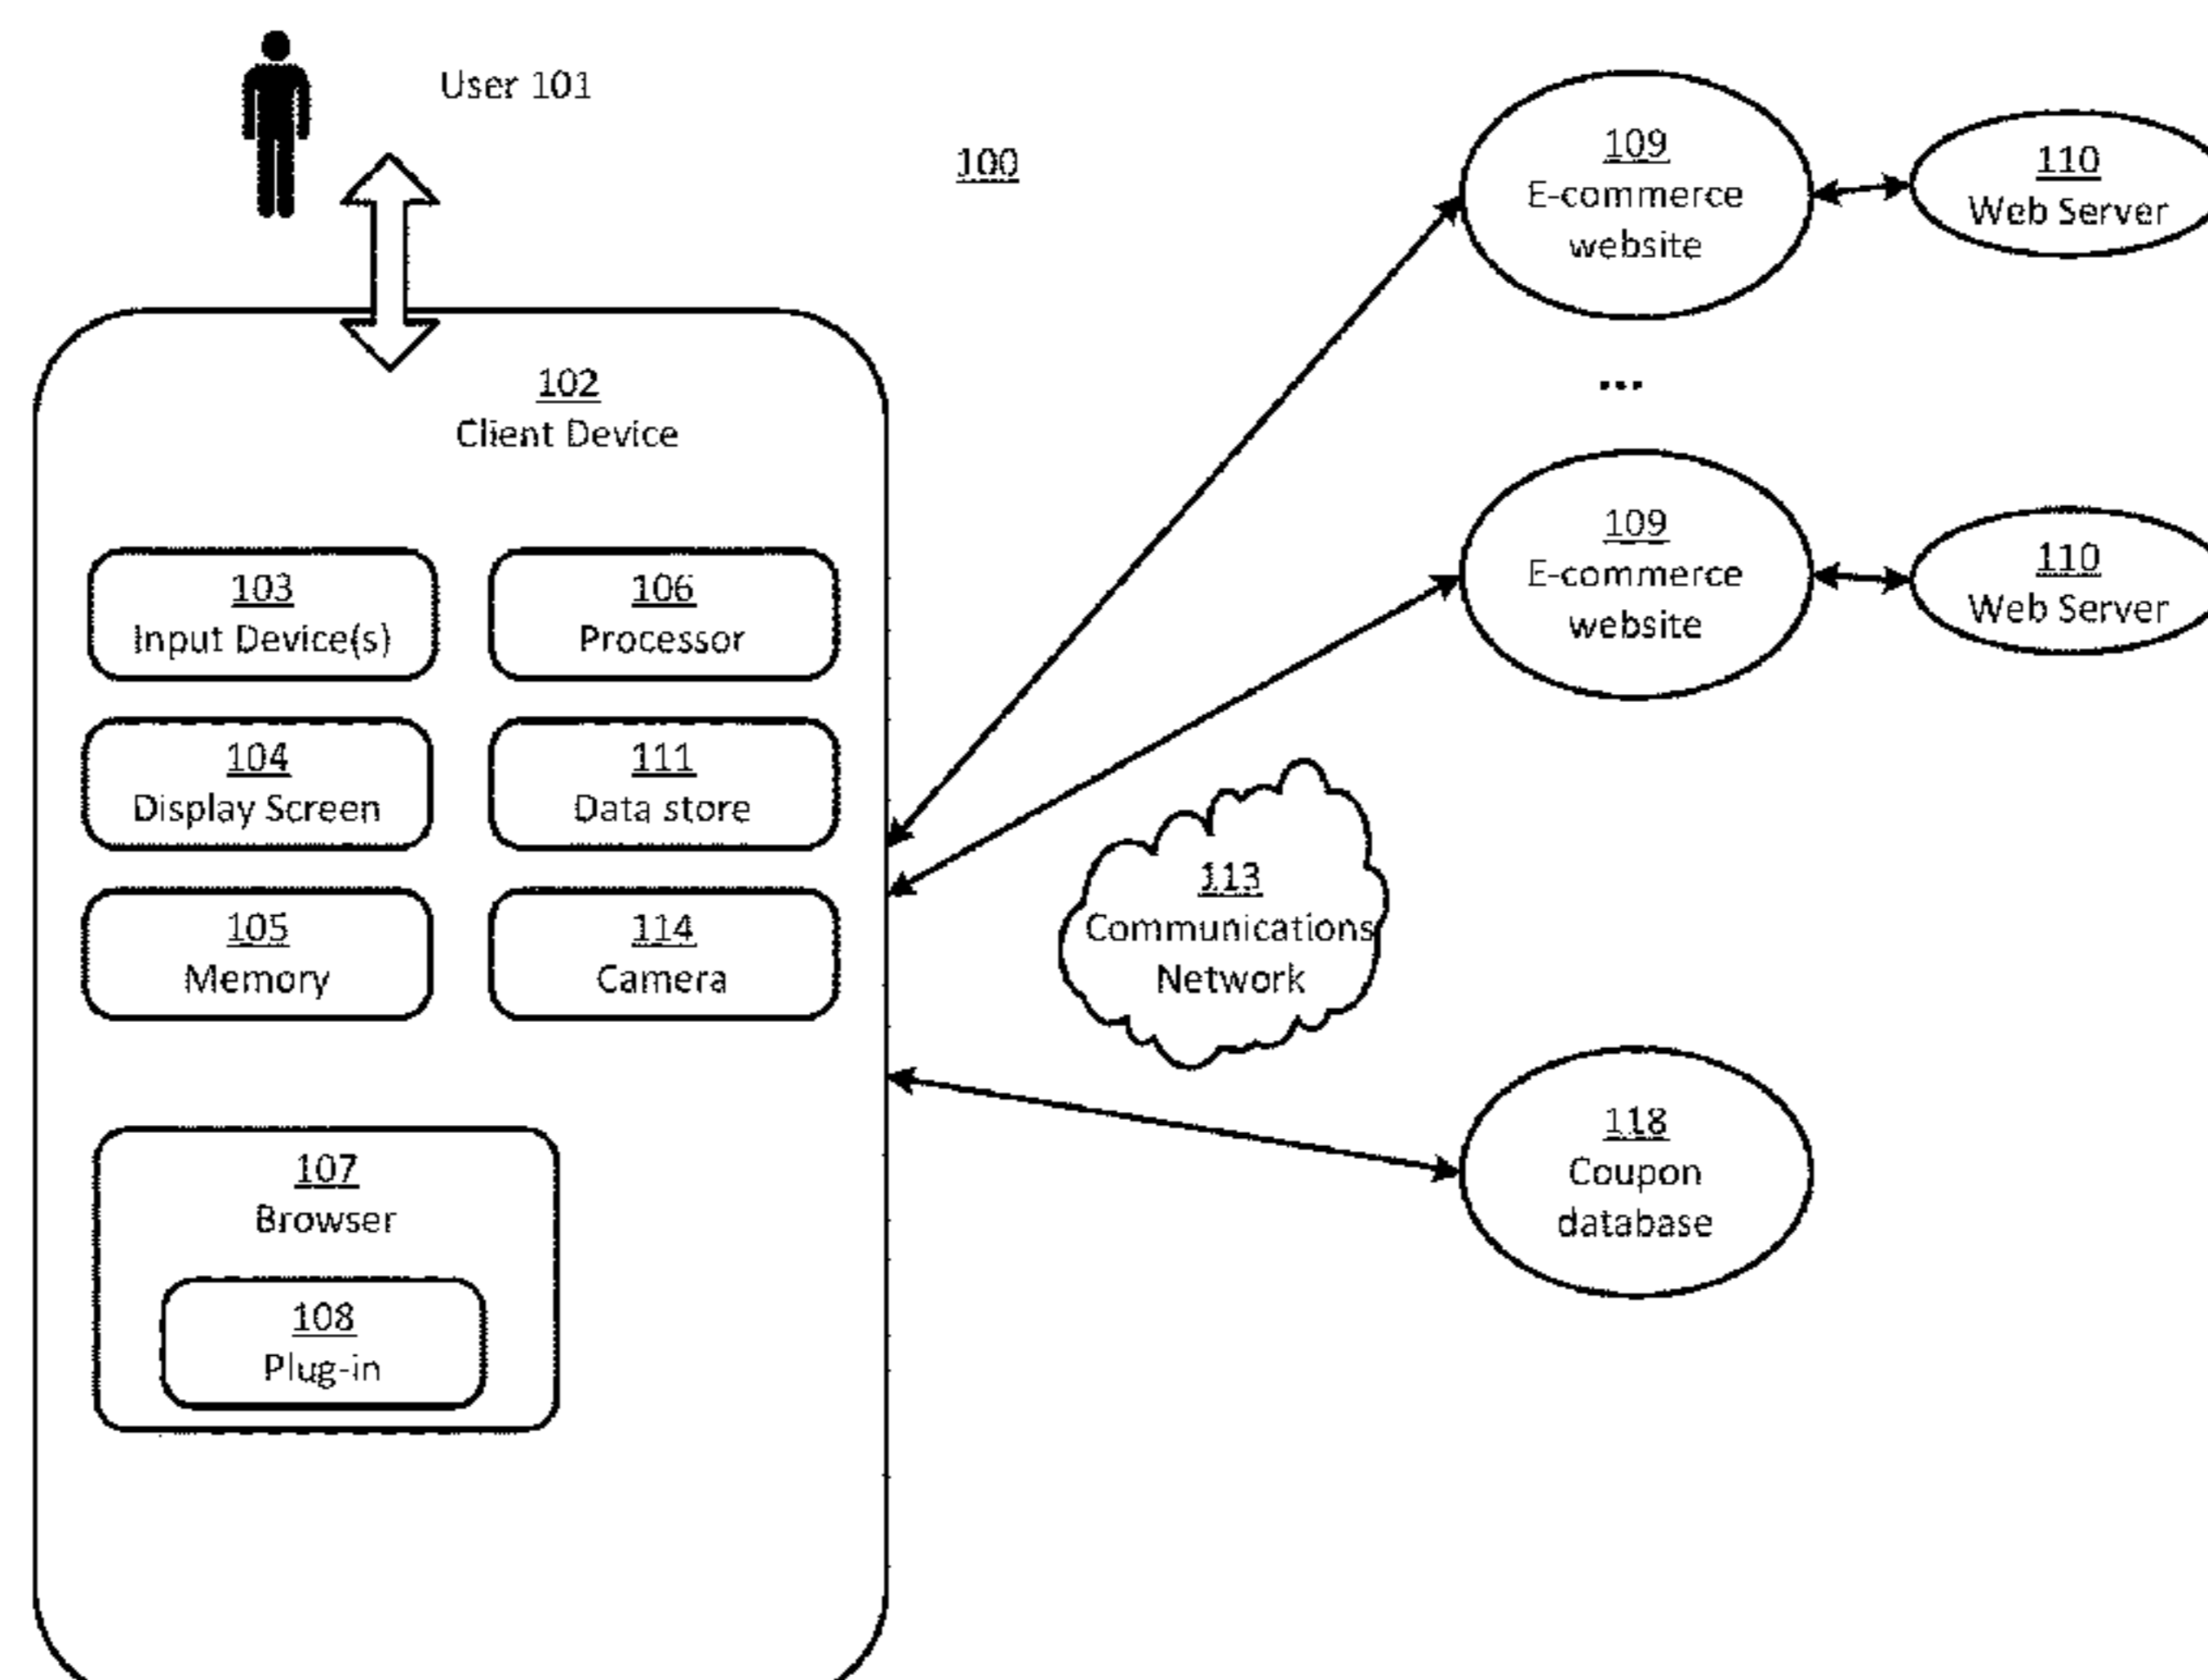 User 101
100
109
E-commerce
website
110
Web Server
...
109
E-commerce
website
110
Web Server
102
Client Device
103
Input Device(s)
106
Processor
104
Display Screen
111
Data store
105
Memory
114
Camera
107
Browser
108
Plug-in
113
Communications
Network
118
Coupon
database